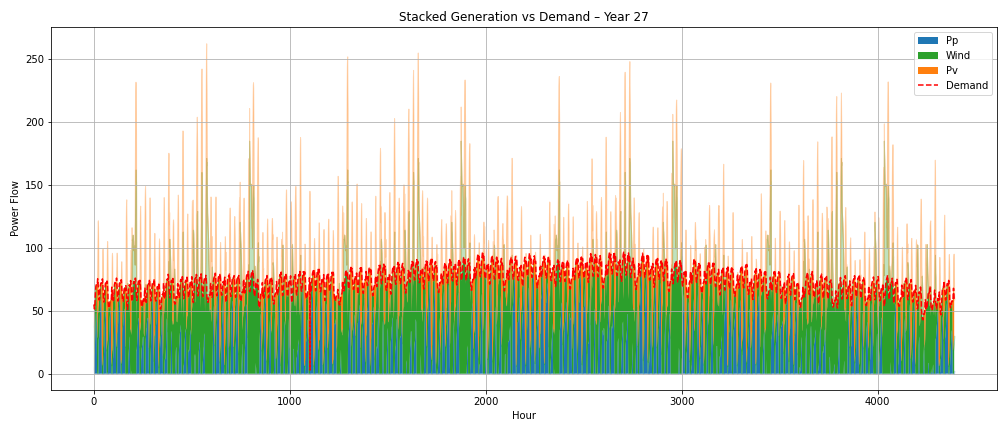 Stacked Generation vs Demand – Year 27
Pp
Wind
Pv
Demand
Power Flow
250
200
150
100
50
0
0
1000
2000
3000
4000
Hour